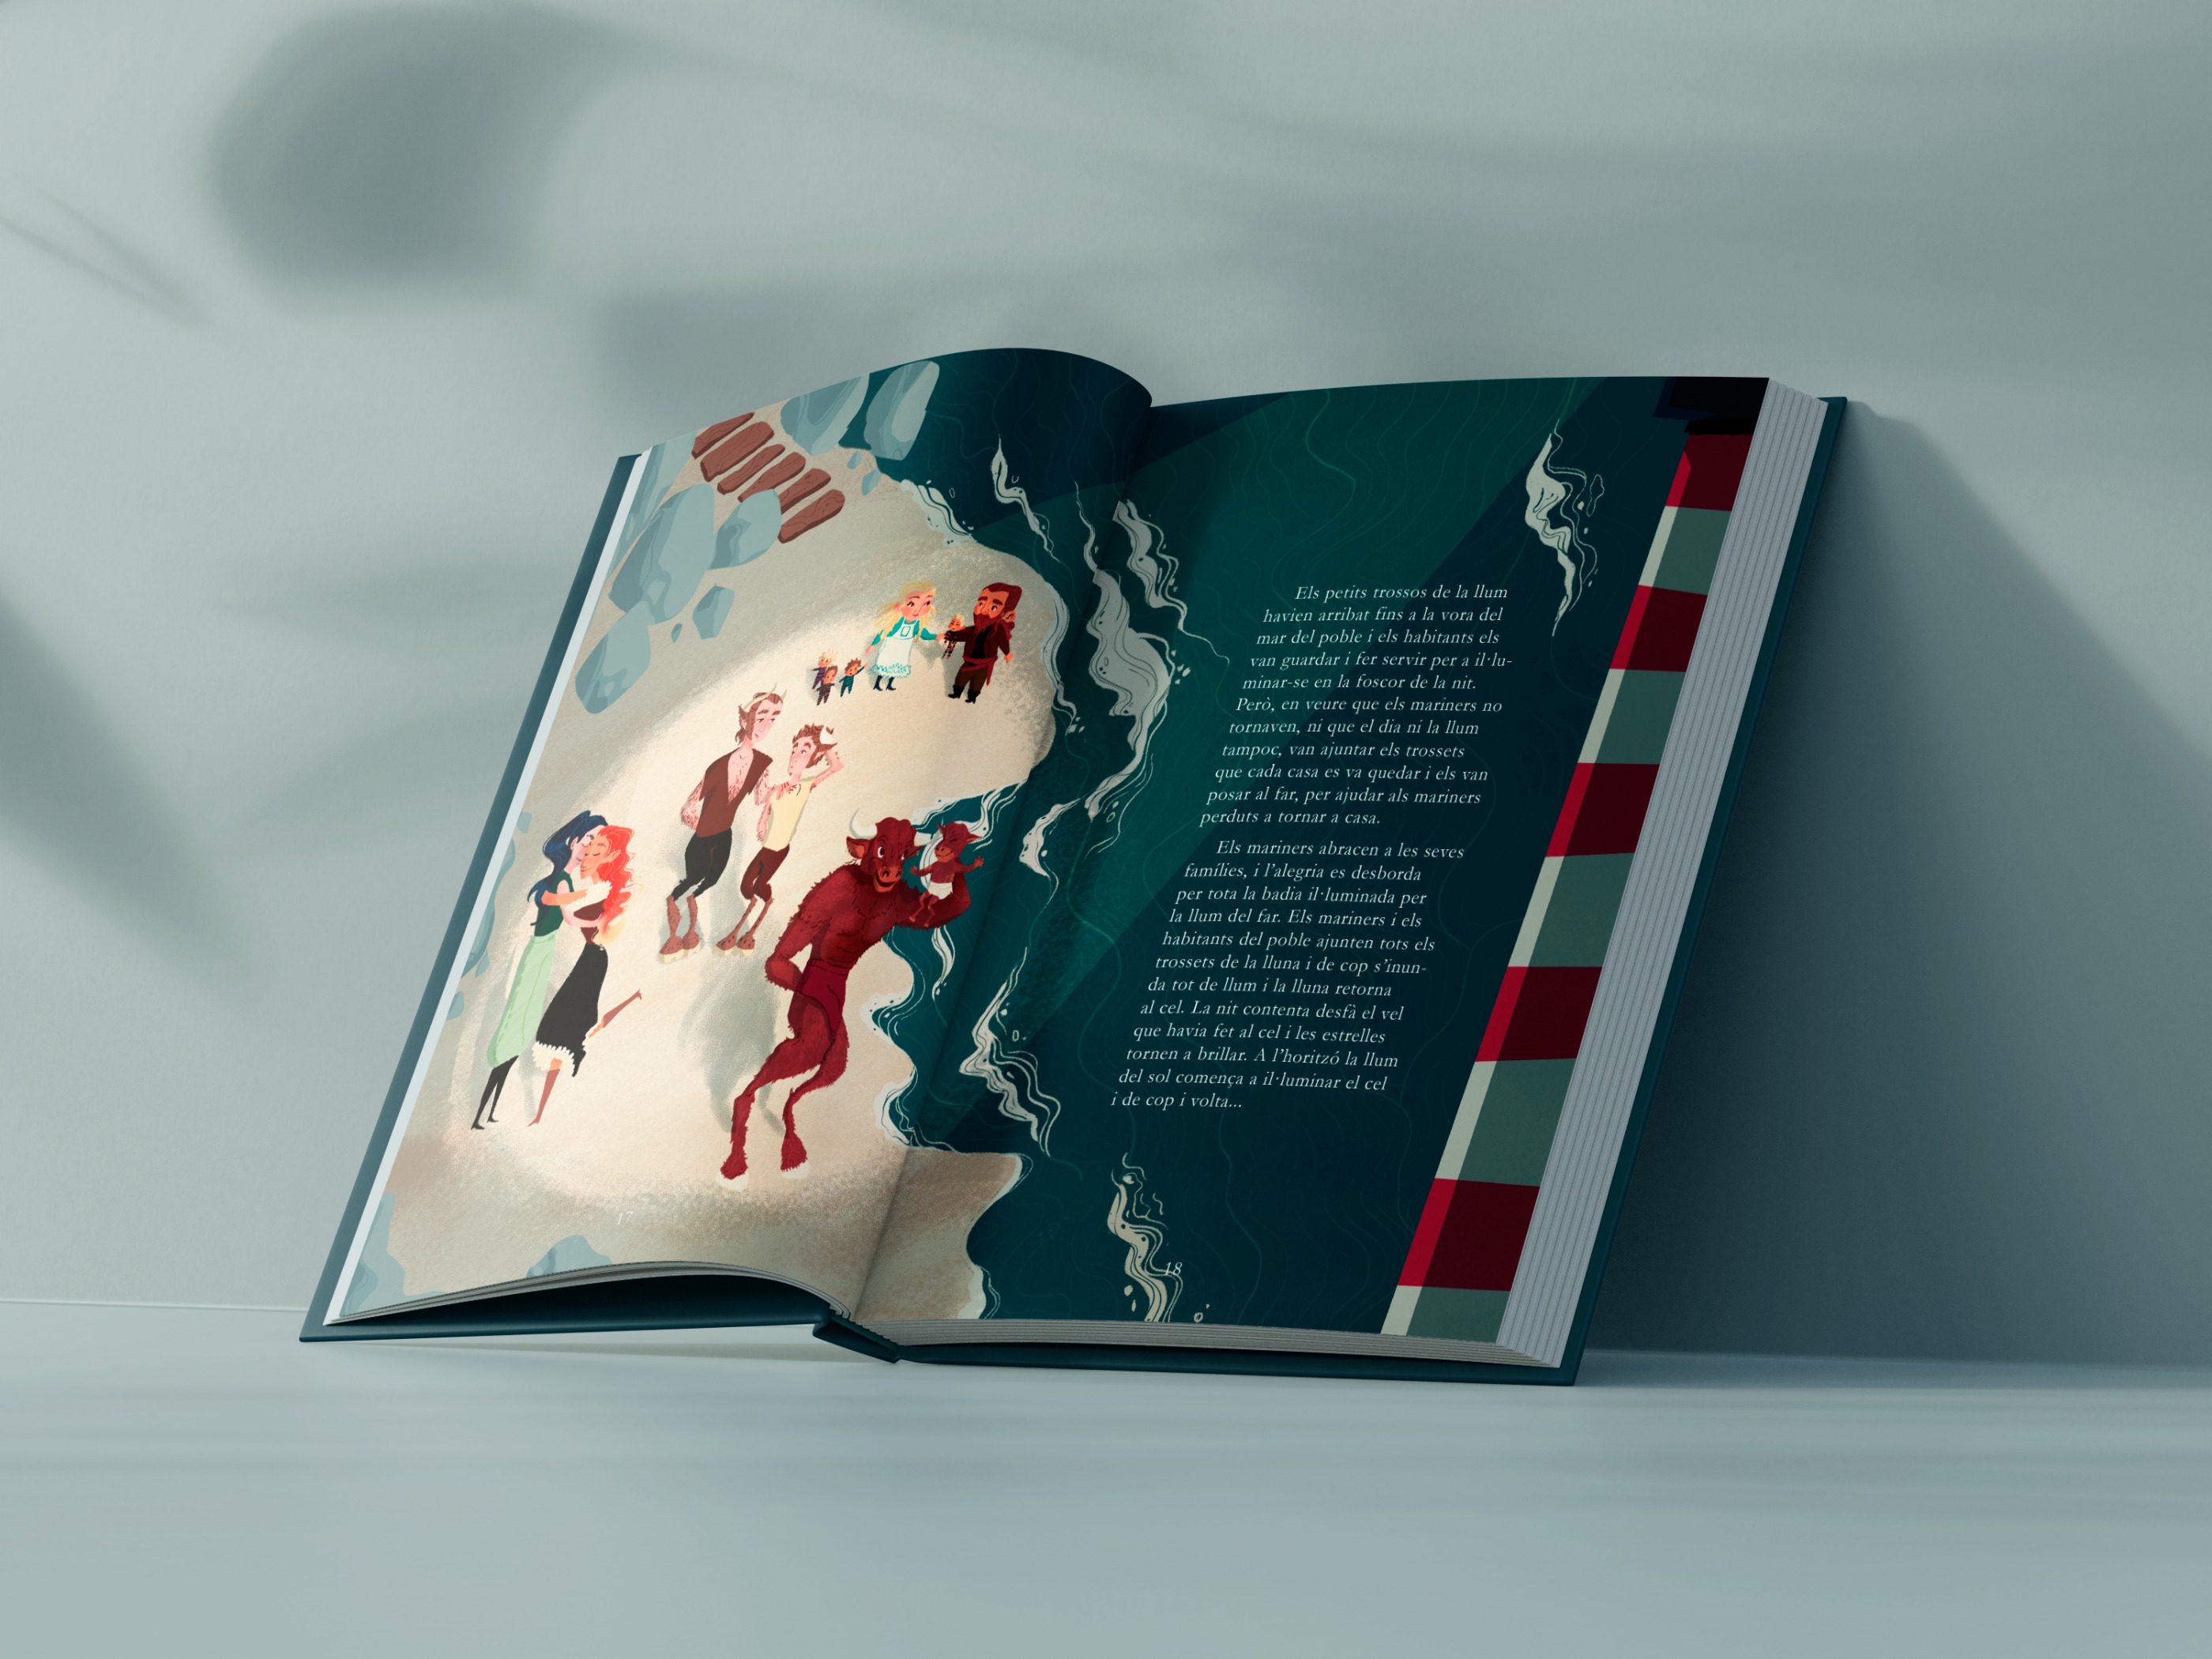 17
Els petits trossos de la llum
havien arribat fins a la vora del
mar del poble i els habitants els
van guardar i fer servir per a il·lu-
minar-se en la foscor de la nit.
Però, en veure que els mariners no
tornaven, ni que el dia ni la llum
tampoc, van ajuntar els trossets
que cada casa es va quedar i els van
posar al far, per ajudar als mariners
perduts a tornar a casa.
Els mariners abracen a les seves
famílies, i l'alegria es desborda
per tota la badia il·luminada per
la llum del far. Els mariners i els
habitants del poble ajunten tots els
trossets de la lluna i de cop s'inun-
da tot de llum i la lluna retorna
al cel. La nit contenta desfà el vel
que havia fet al cel i les estrelles
tornen a brillar. A l'horitzó la llum
del sol comença a il·luminar el cel
i de cop i volta...
18